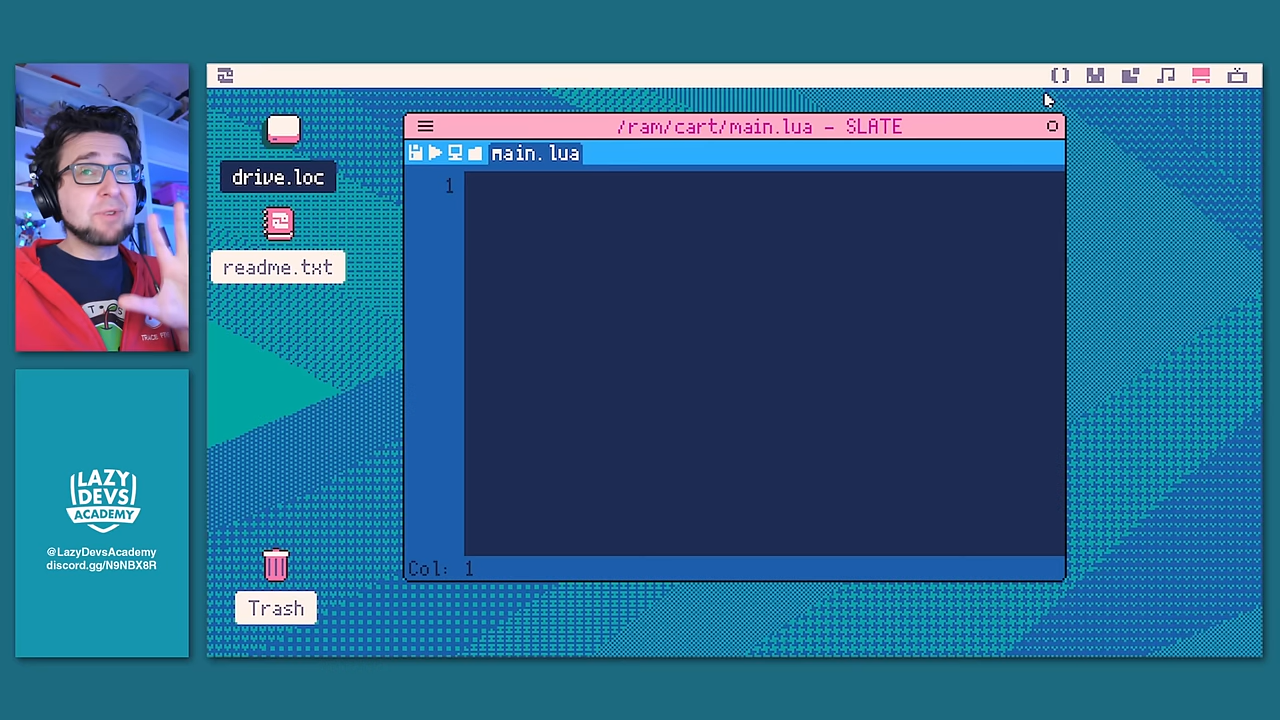 /ram/cart/main.lua - SLATE
main.lua
1
drive.loc
readme.txt
Trash
Col: 1
LAZY
DEVS
ACADEMY
@LazyDevsAcademy
discord.gg/N9NBX8R